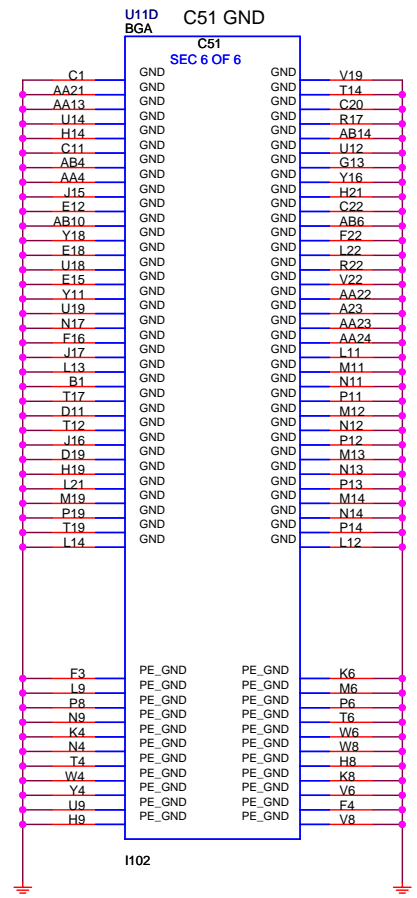 U11D C51 GND
BGA
C51
SEC 6 OF 6
C1 GND GND V19
AA21 GND GND T14
AA13 GND GND C20
U14 GND GND R17
H14 GND GND AB14
C11 GND GND U12
AB4 GND GND G13
AA4 GND GND Y16
J15 GND GND H21
E12 GND GND C22
AB10 GND GND AB6
Y18 GND GND F22
E18 GND GND L22
U18 GND GND R22
E15 GND GND V22
Y11 GND GND AA22
U19 GND GND A23
N17 GND GND AA23
F16 GND GND AA24
J17 GND GND L11
L13 GND GND M11
B1 GND GND N11
T17 GND GND P11
D11 GND GND M12
T12 GND GND N12
J16 GND GND P12
D19 GND GND M13
H19 GND GND N13
L21 GND GND P13
M19 GND GND M14
P19 GND GND N14
T19 GND GND P14
L14 GND GND L12
F3 PE_GND PE_GND K6
L9 PE_GND PE_GND M6
P8 PE_GND PE_GND P6
N9 PE_GND PE_GND T6
K4 PE_GND PE_GND W6
N4 PE_GND PE_GND W8
T4 PE_GND PE_GND H8
W4 PE_GND PE_GND K8
Y4 PE_GND PE_GND V6
U9 PE_GND PE_GND F4
H9 PE_GND PE_GND V8
I102